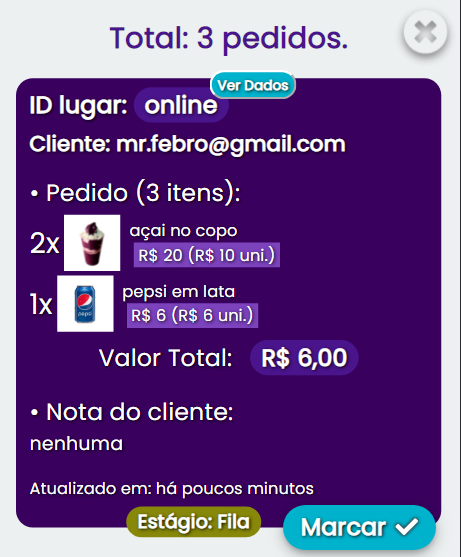 Total: 3 pedidos.
Ver Dados
ID lugar: online
Cliente: mr.febro@gmail.com
• Pedido (3 itens):
2x açai no copo
R$ 20 (R$ 10 uni.)
1x pepsi em lata
pepsi
R$ 6 (R$ 6 uni.)
Valor Total: R$ 6,00
• Nota do cliente:
nenhuma
Atualizado em: há poucos minutos
Estágio: Fila
Marcar